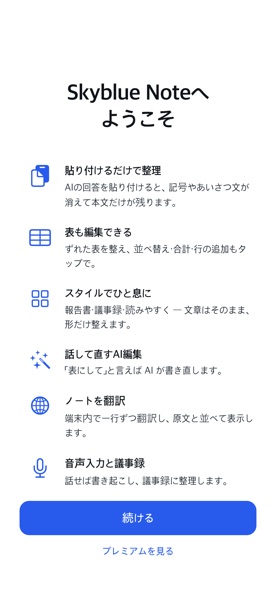 Skyblue Noteへ
ようこそ
貼り付けるだけで整理
AIの回答を貼り付けると、記号やあいさつ文が
消えて本文だけが残ります。
表も編集できる
ずれた表を整え、並べ替え·合計·行の追加もタ
ップで。
スタイルでひと息に
報告書·議事録·読みやすく — 文章はそのまま、
形だけ整えます。
話して直すAI編集
「表にして」と言えば AI が書き直します。
ノートを翻訳
端末内で一行ずつ翻訳し、原文と並べて表示し
ます。
音声入力と議事録
話せば書き起こし、議事録に整理します。
続ける
プレミアムを見る